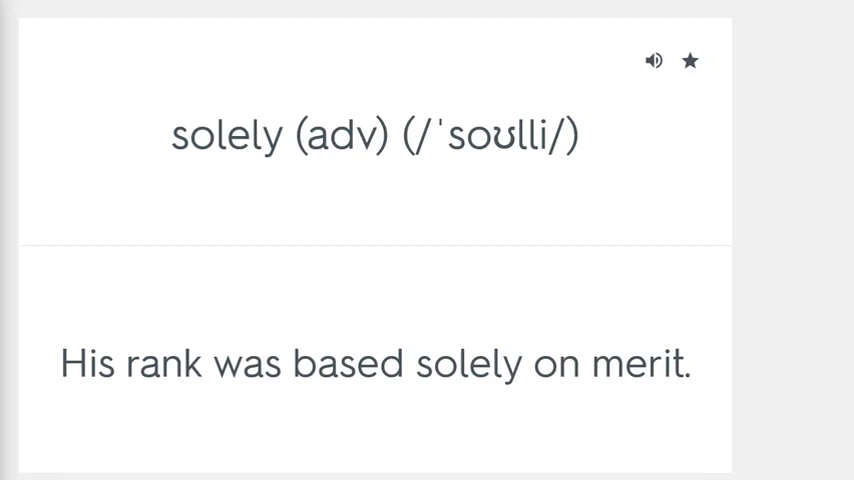 solely (adv) (/ˈsoʊlli/)
His rank was based solely on merit.